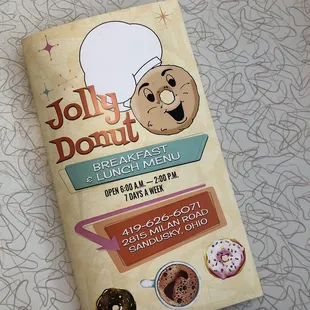 Jolly
Donut
BREAKFAST
& LUNCH MENU
OPEN 6:00 A.M. — 2:00 P.M.
7 DAYS A WEEK
419-626-6071
2815 MILAN ROAD
SANDUSKY, OHIO